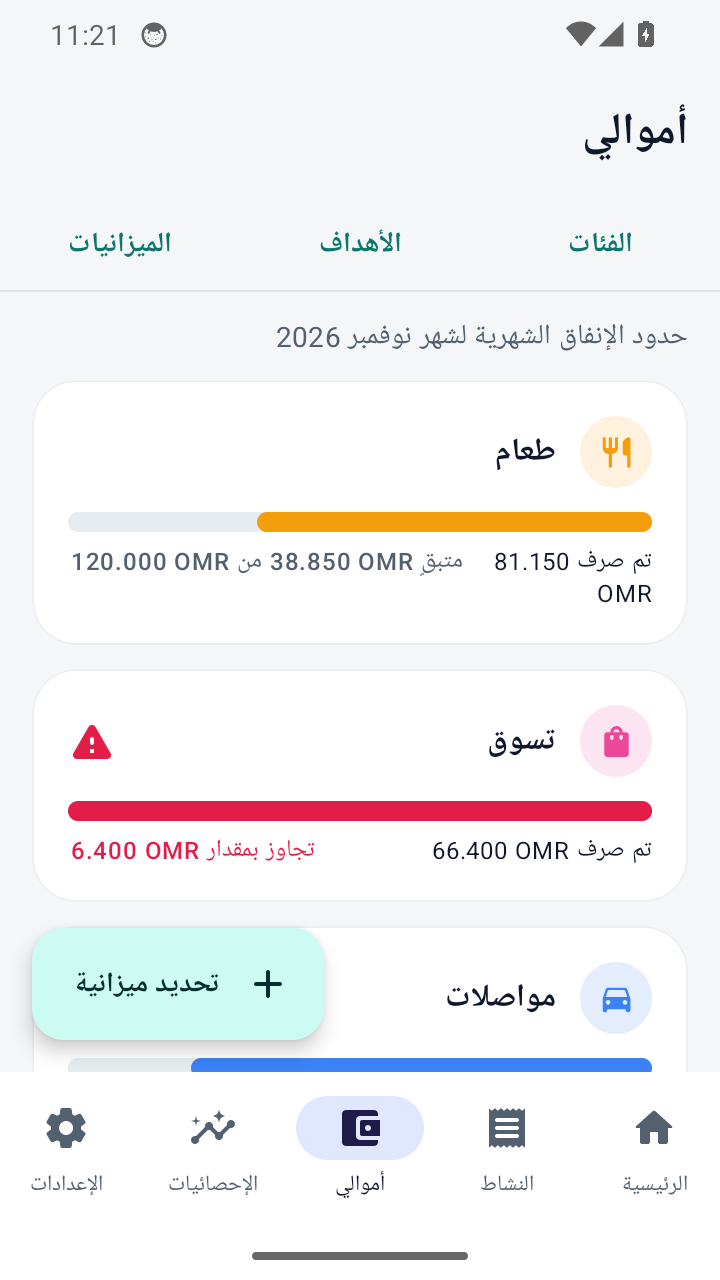 11:21
أموالي
الفئات
الأهداف
الميزانيات
حدود الإنفاق الشهرية لشهر نوفمبر 2026
طعام
تم صرف 81.150
OMR
متبقٍ 38.850 OMR من 120.000 OMR
تسوق
تم صرف 66.400 OMR
تجاوز بمقدار 6.400 OMR
مواصلات
تحديد ميزانية
الرئيسية
النشاط
أموالي
الإحصائيات
الإعدادات